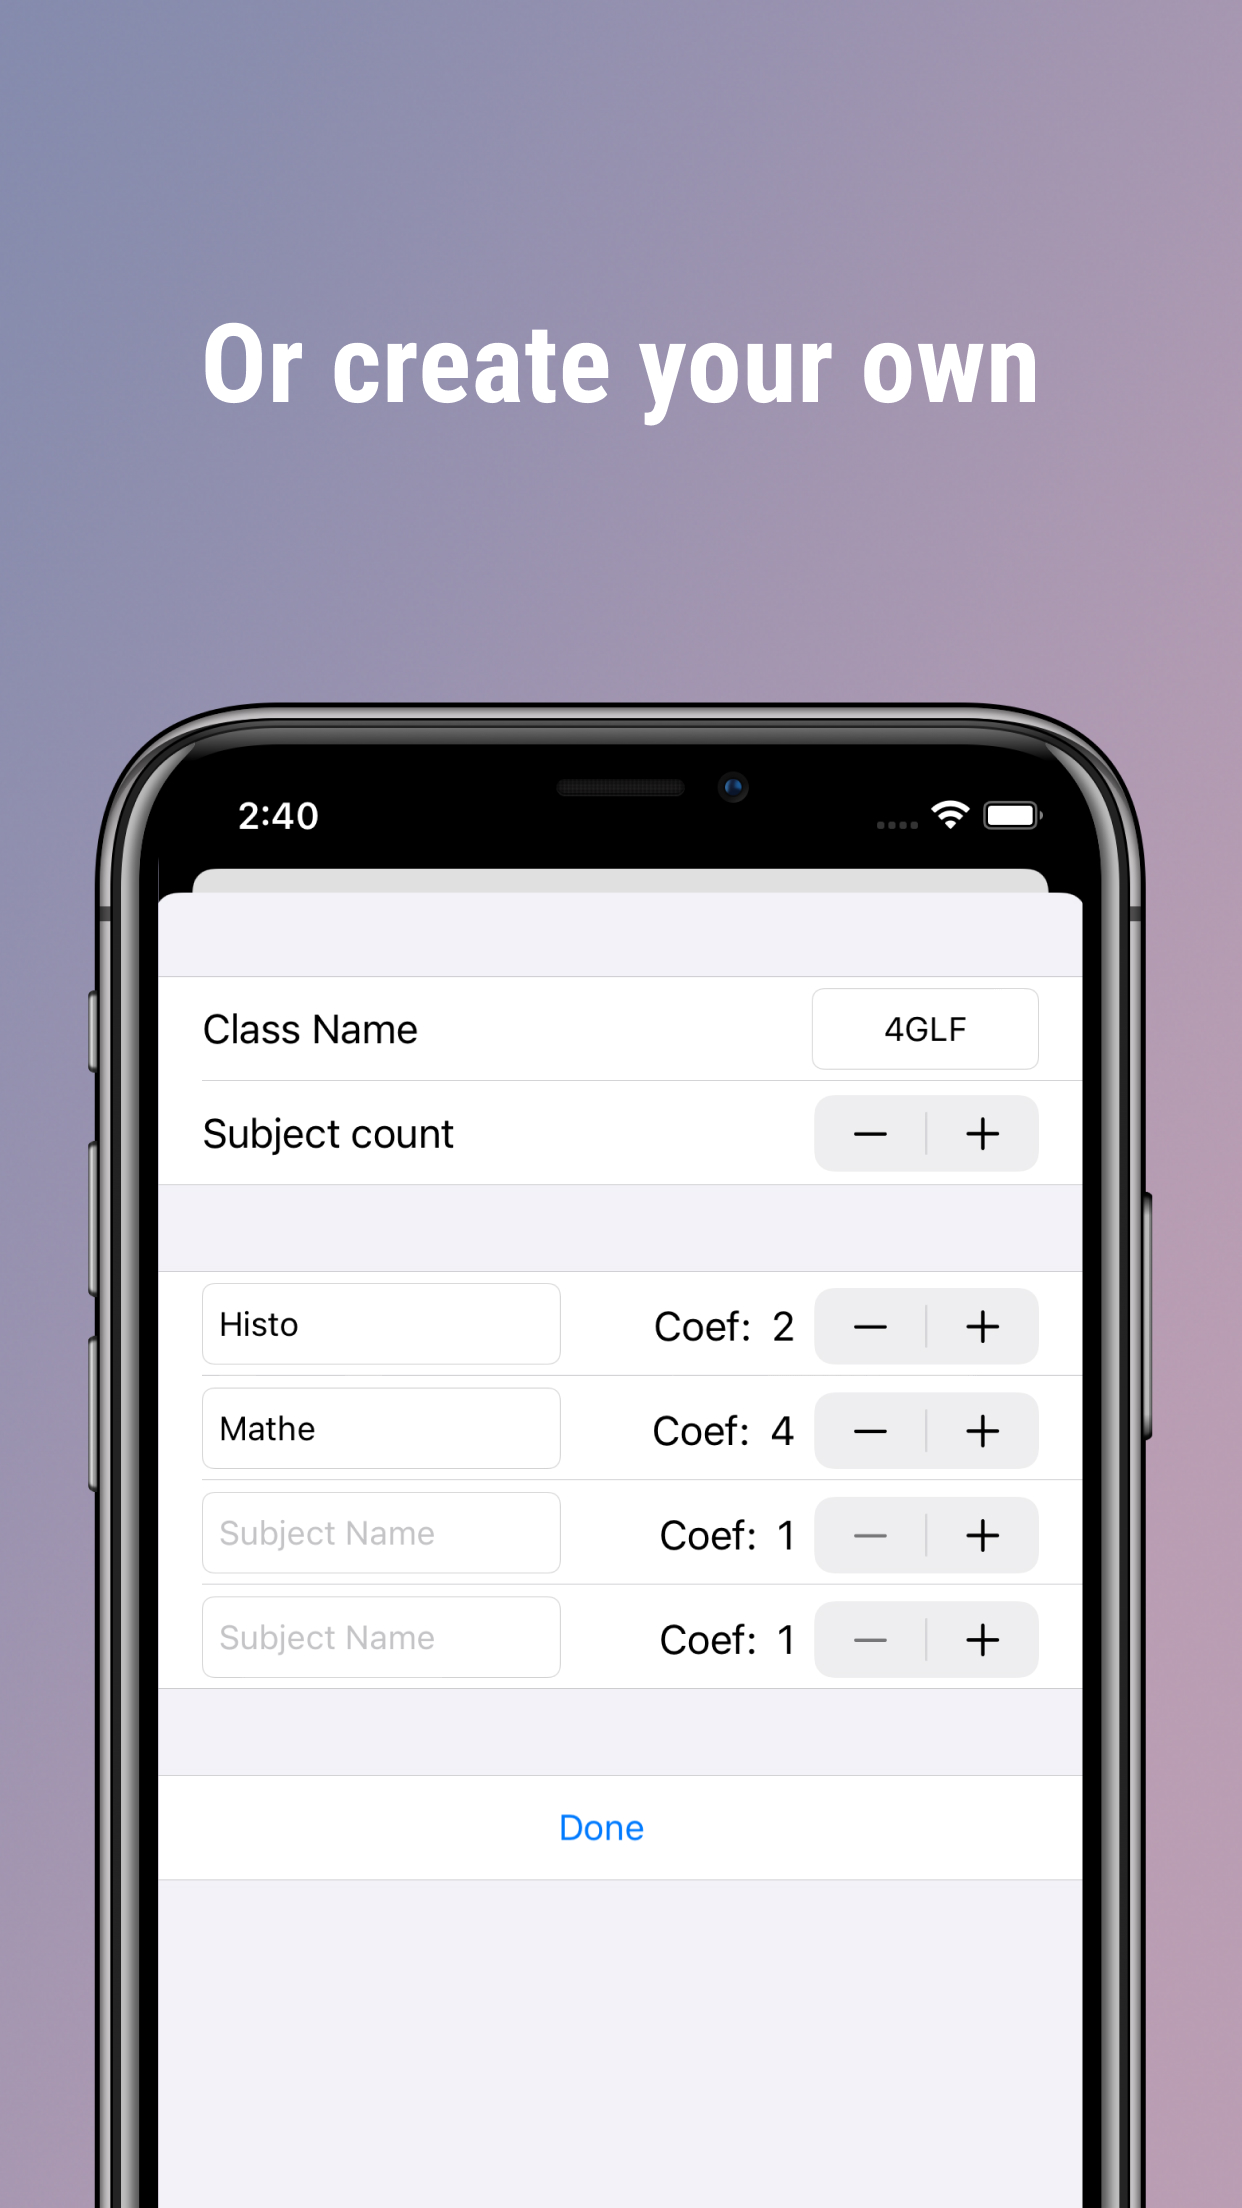 Or create your own
2:40
Class Name 4GLF
Subject count − +
Histo Coef: 2 − +
Mathe Coef: 4 − +
Subject Name Coef: 1 − +
Subject Name Coef: 1 − +
Done